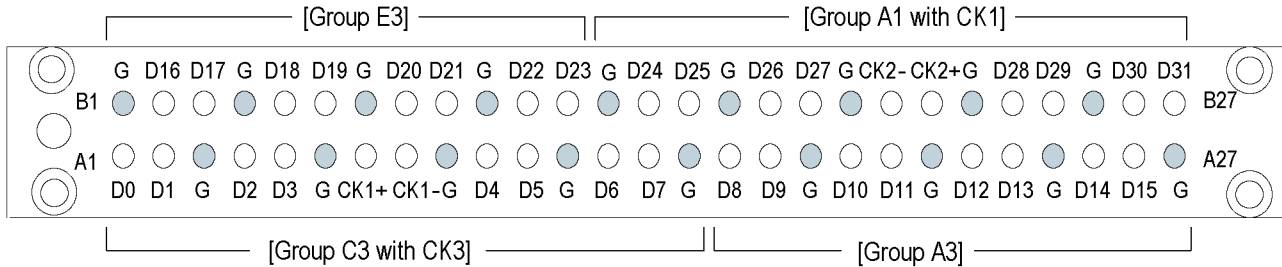 [Group E3] [Group A1 with CK1]
G D16 D17 G D18 D19 G D20 D21 G D22 D23 G D24 D25 G D26 D27 G CK2- CK2+ G D28 D29 G D30 D31
B1 B27
A1 A27
D0 D1 G D2 D3 G CK1+ CK1- G D4 D5 G D6 D7 G D8 D9 G D10 D11 G D12 D13 G D14 D15 G
[Group C3 with CK3] [Group A3]